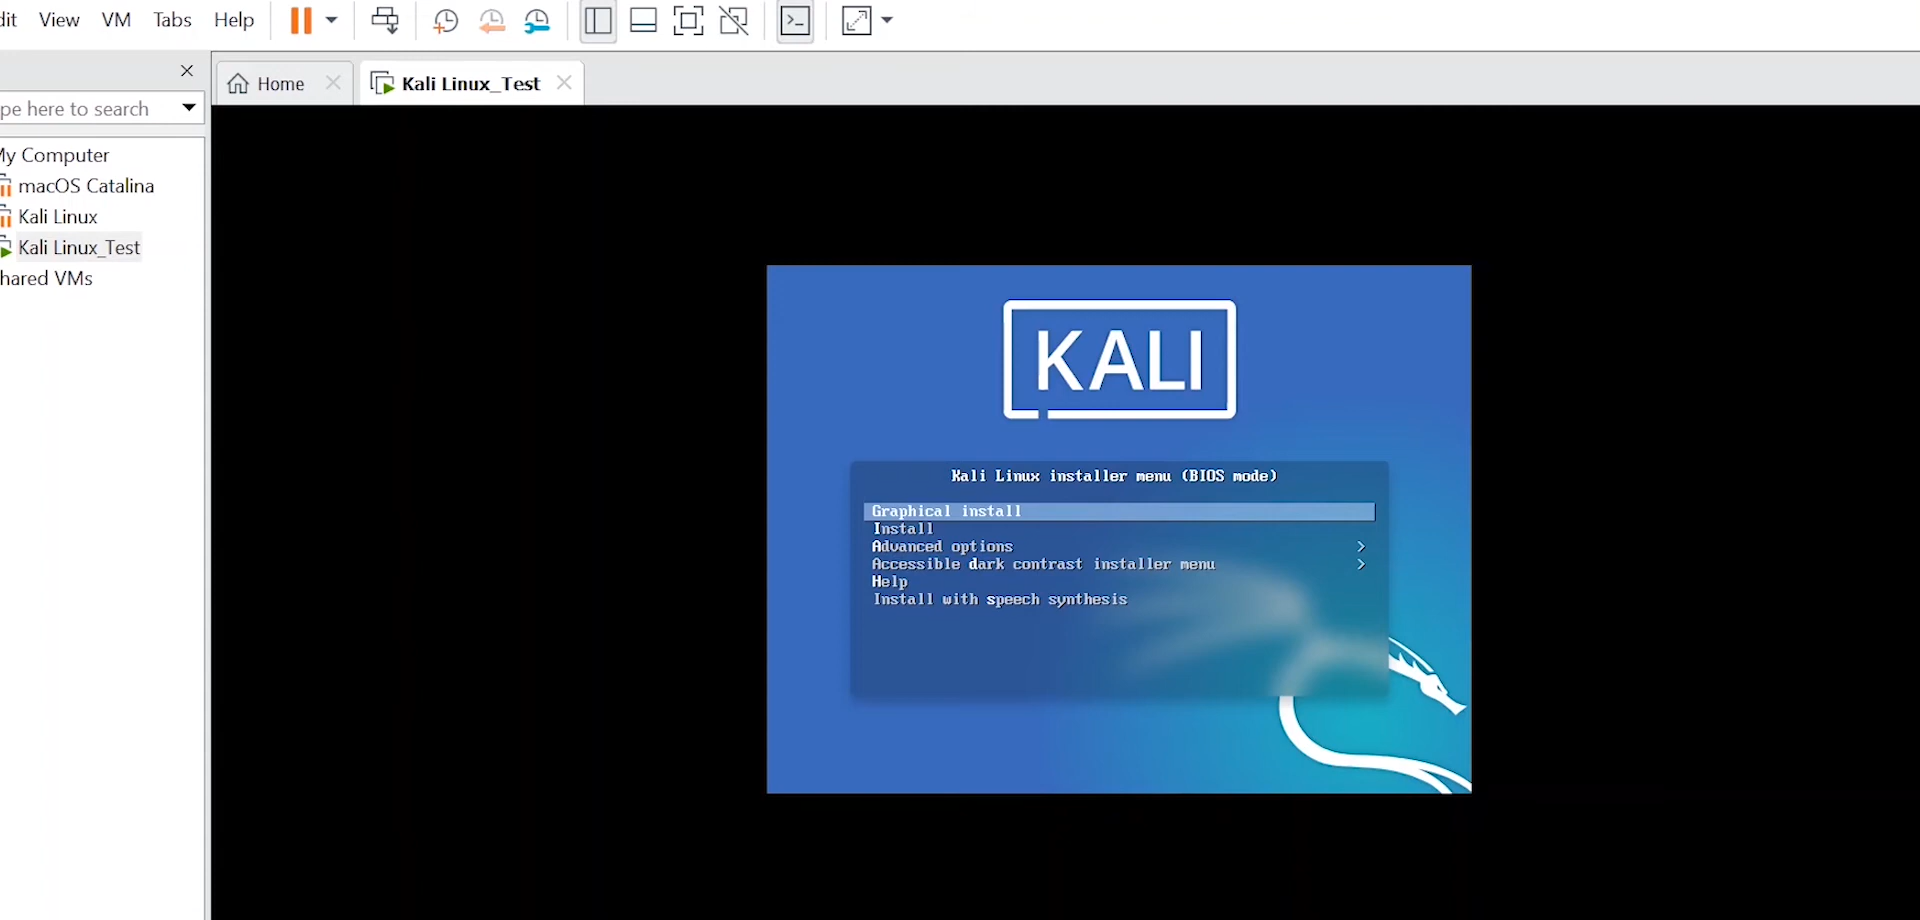 dit View VM Tabs Help
Home Kali Linux_Test
pe here to search
My Computer
macOS Catalina
Kali Linux
Kali Linux_Test
hared VMs
KALI
Kali Linux installer menu (BIOS mode)
Graphical install
Install
Advanced options >
Accessible dark contrast installer menu >
Help
Install with speech synthesis